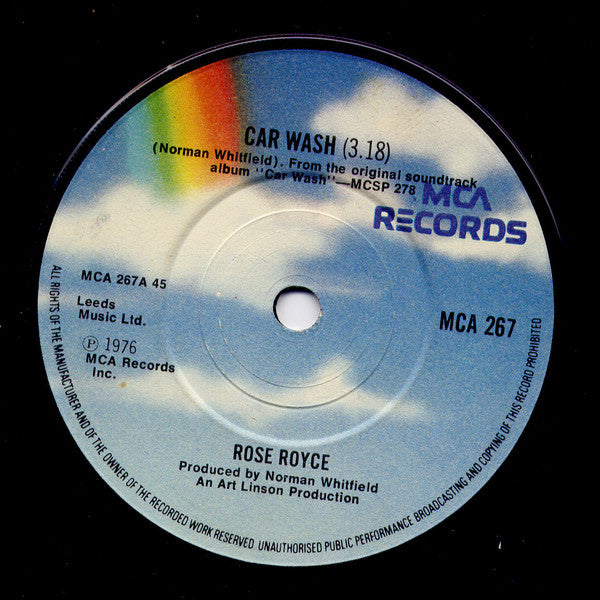 CAR WASH (3.18)
(Norman Whitfield). From the original soundtrack
album "Car Wash"—MCSP 278
MCA
RECORDS
MCA 267A 45
Leeds
Music Ltd.
℗ 1976
MCA Records
Inc.
MCA 267
ROSE ROYCE
Produced by Norman Whitfield
An Art Linson Production
ALL RIGHTS OF THE MANUFACTURER AND OF THE OWNER OF THE RECORDED WORK RESERVED. UNAUTHORISED PUBLIC PERFORMANCE BROADCASTING AND COPYING OF THIS RECORD PROHIBITED